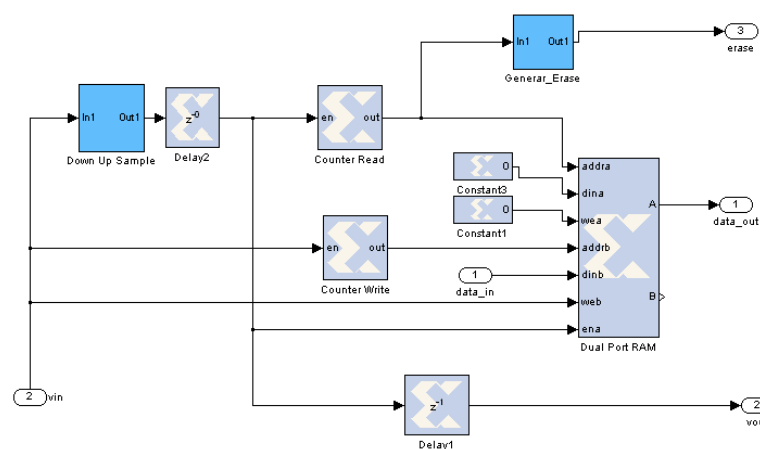 In1 Out1
Generar_Erase
3
erase
In1 Out1
Down Up Sample
z-0
Delay2
en out
Counter Read
0
Constant3
0
Constant1
en out
Counter Write
1
data_in
addra
dina
wea
addrb
dinb
web
ena
A
B
Dual Port RAM
1
data_out
2
vin
z-1
Delay1
2